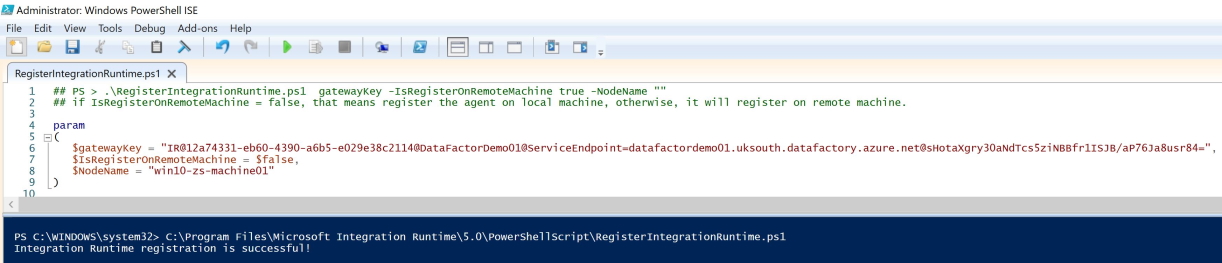 Administrator: Windows PowerShell ISE
File Edit View Tools Debug Add-ons Help
RegisterIntegrationRuntime.ps1 X
1 ## PS > .\RegisterIntegrationRuntime.ps1 gatewayKey -IsRegisterOnRemoteMachine true -NodeName ""
2 ## if IsRegisterOnRemoteMachine = false, that means register the agent on local machine, otherwise, it will register on remote machine.
3
4 param
5 (
6 $gatewayKey = "IR@12a74331-eb60-4390-a6b5-e029e38c2114@DataFactorDemo01@ServiceEndpoint=datafactordemo01.uksouth.datafactory.azure.net@sHotaXgry3OaNdTcs5ziNBBfr1ISJB/aP76Ja8usr84=",
7 $IsRegisterOnRemoteMachine = $false,
8 $NodeName = "win10-zs-machine01"
9 )
10
PS C:\WINDOWS\system32> C:\Program Files\Microsoft Integration Runtime\5.0\PowerShellScript\RegisterIntegrationRuntime.ps1
Integration Runtime registration is successful!